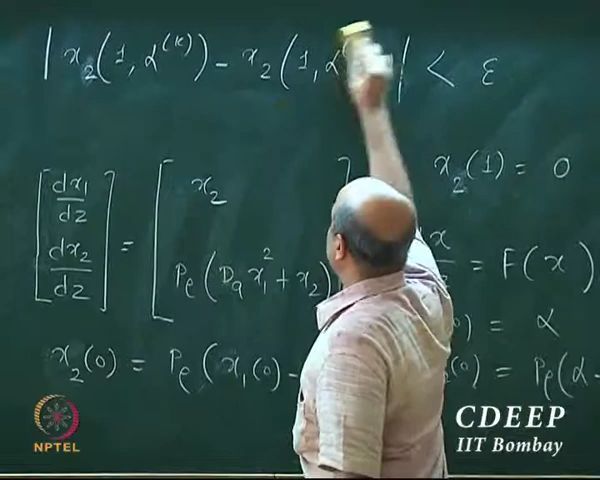 | x₂(1, α^(k)) - x₂(1, α | < ε
[dx₁/dz dx₂/dz] = [x₂ Pe(Da x₁² + x₂ x₂(1) = 0
x = F(x)
x₂(0) = Pe(x₁(0) - 0) = α
0) = Pe(α -
NPTEL
CDEEP
IIT Bombay